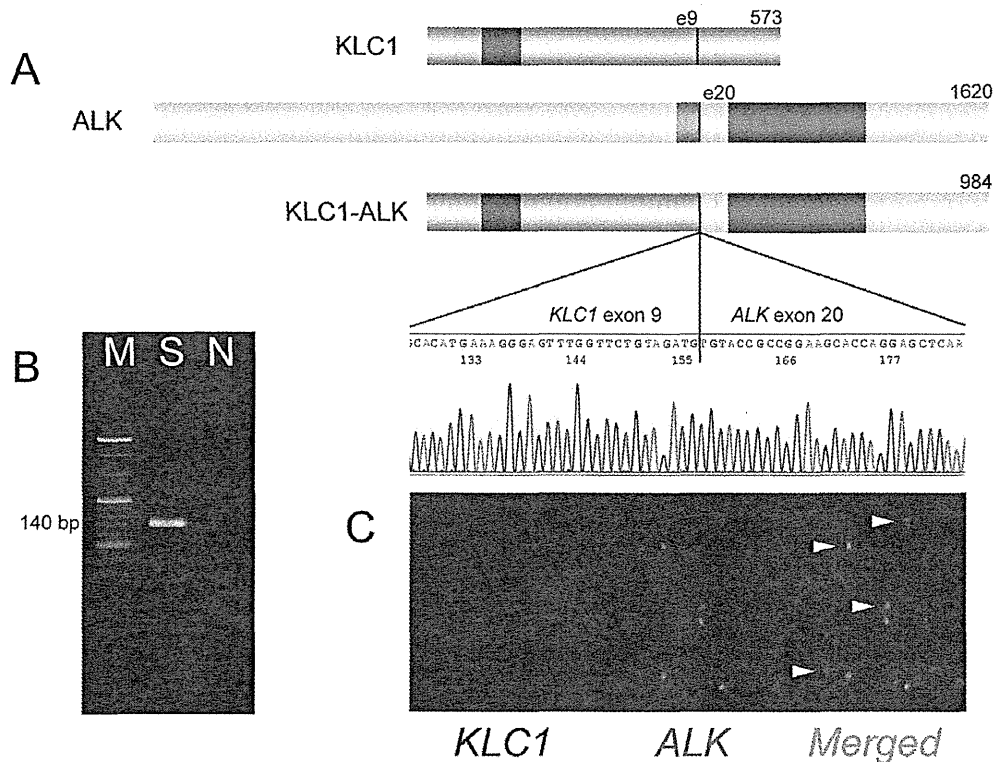 A
KLC1
e9
573
ALK
e20
1620
KLC1-ALK
984
KLC1 exon 9
ALK exon 20
GCACATGAAAGGGAGTTTGGTTCTGTAGATGTGTACCGCCGGAAGCACCAGGAGCTCAA
133 144 155 166 177
B
M S N
140 bp
C
KLC1
ALK
Merged